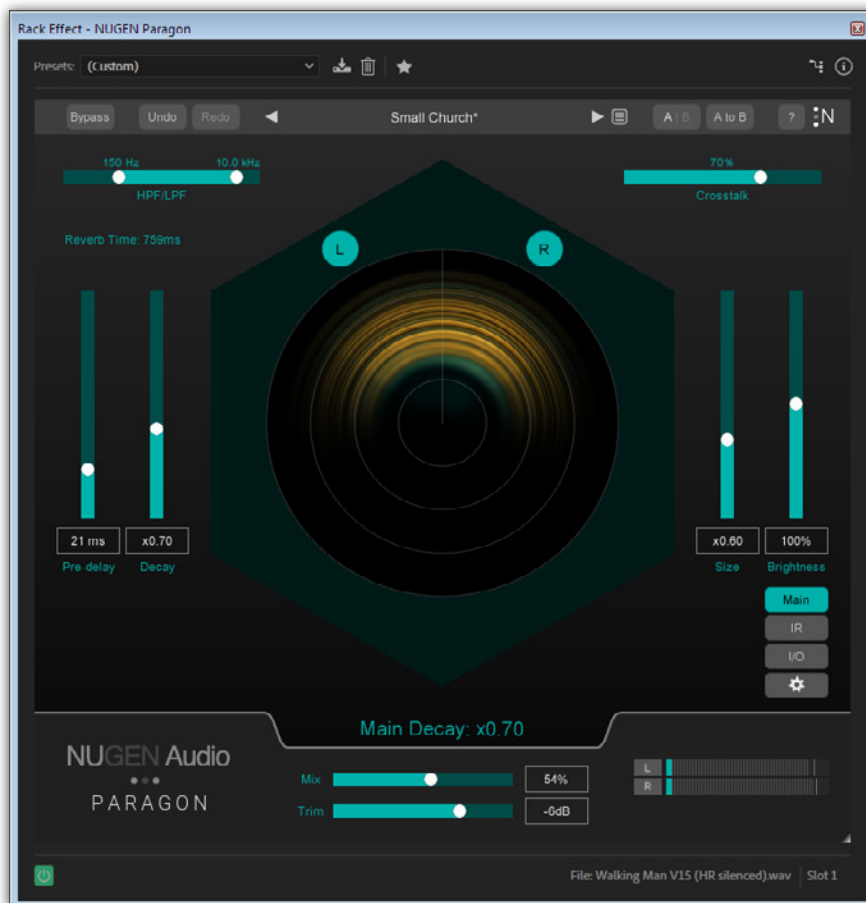 Rack Effect - NUGEN Paragon
Presets: (Custom)
Bypass Undo Redo Small Church* A | B A to B ? N
150 Hz 10.0 kHz 70%
HPF/LPF Crosstalk
Reverb Time: 759ms
L R
21 ms x0.70 x0.60 100%
Pre-delay Decay Size Brightness
Main
IR
I/O
Main Decay: x0.70
NUGEN Audio
PARAGON
Mix 54% L
Trim -6dB R
File: Walking Man V15 (HR silenced).wav Slot 1